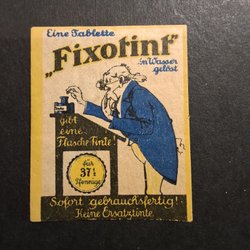 Eine Tablette
„Fixotint"
in Wasser
gelöst
gibt
eine
Flasche Tinte!
für
37½
Pfennige
Sofort gebrauchsfertig!
Keine Ersatztinte